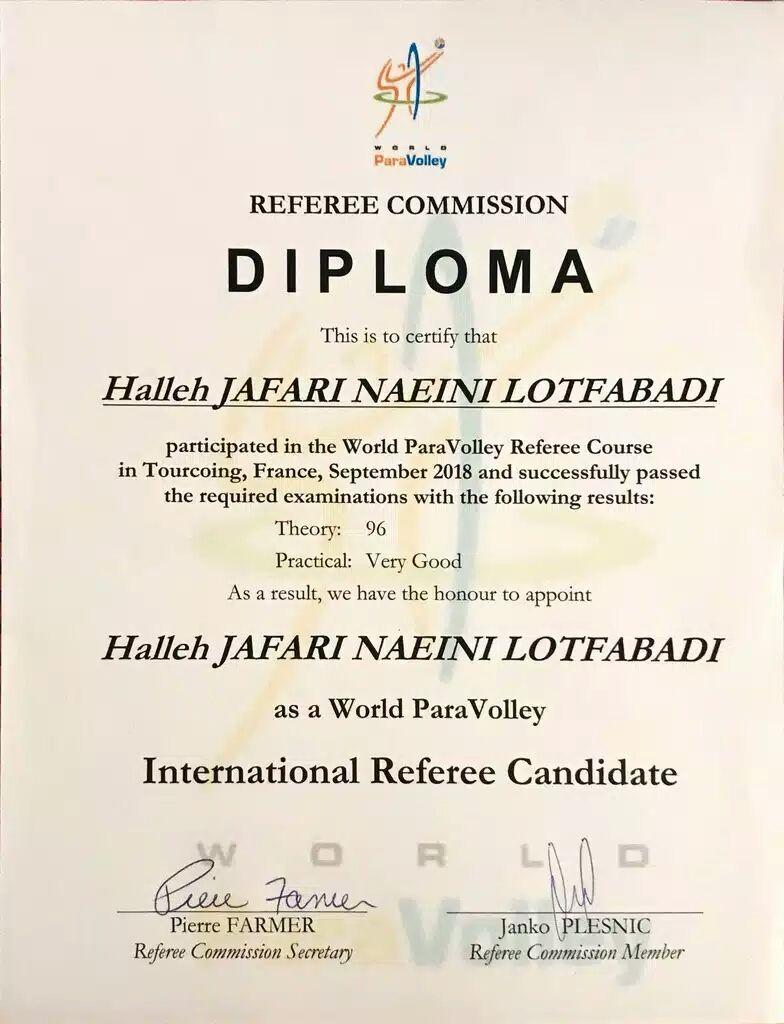 WORLD
ParaVolley
REFEREE COMMISSION
DIPLOMA
This is to certify that
Halleh JAFARI NAEINI LOTFABADI
participated in the World ParaVolley Referee Course
in Tourcoing, France, September 2018 and successfully passed
the required examinations with the following results:
Theory: 96
Practical: Very Good
As a result, we have the honour to appoint
Halleh JAFARI NAEINI LOTFABADI
as a World ParaVolley
International Referee Candidate
WORLD
ParaVolley
Pierre Farmer
Pierre FARMER
Janko PLESNIC
Referee Commission Secretary
Referee Commission Member